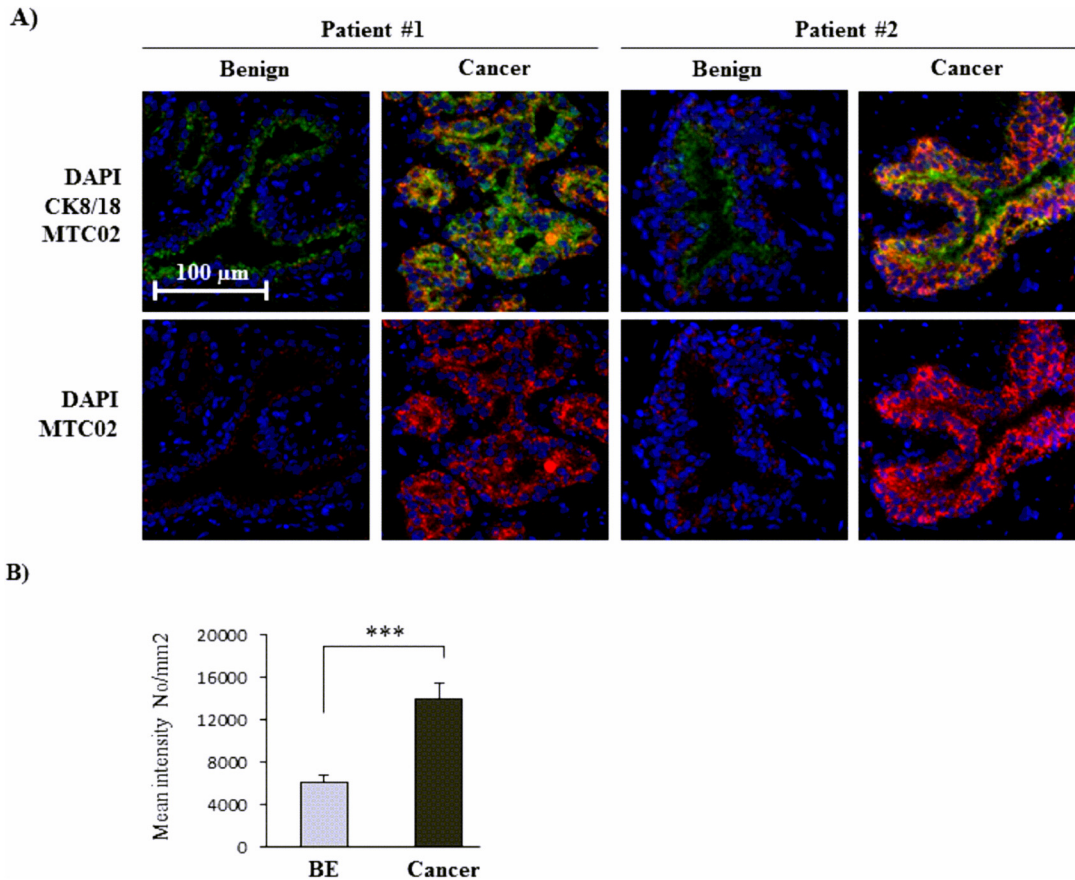 A)
Patient #1
Patient #2
Benign
Cancer
Benign
Cancer
DAPI
CK8/18
MTC02
100 µm
DAPI
MTC02
B)
Mean intensity No/mm2
20000
16000
12000
8000
4000
0
***
BE
Cancer